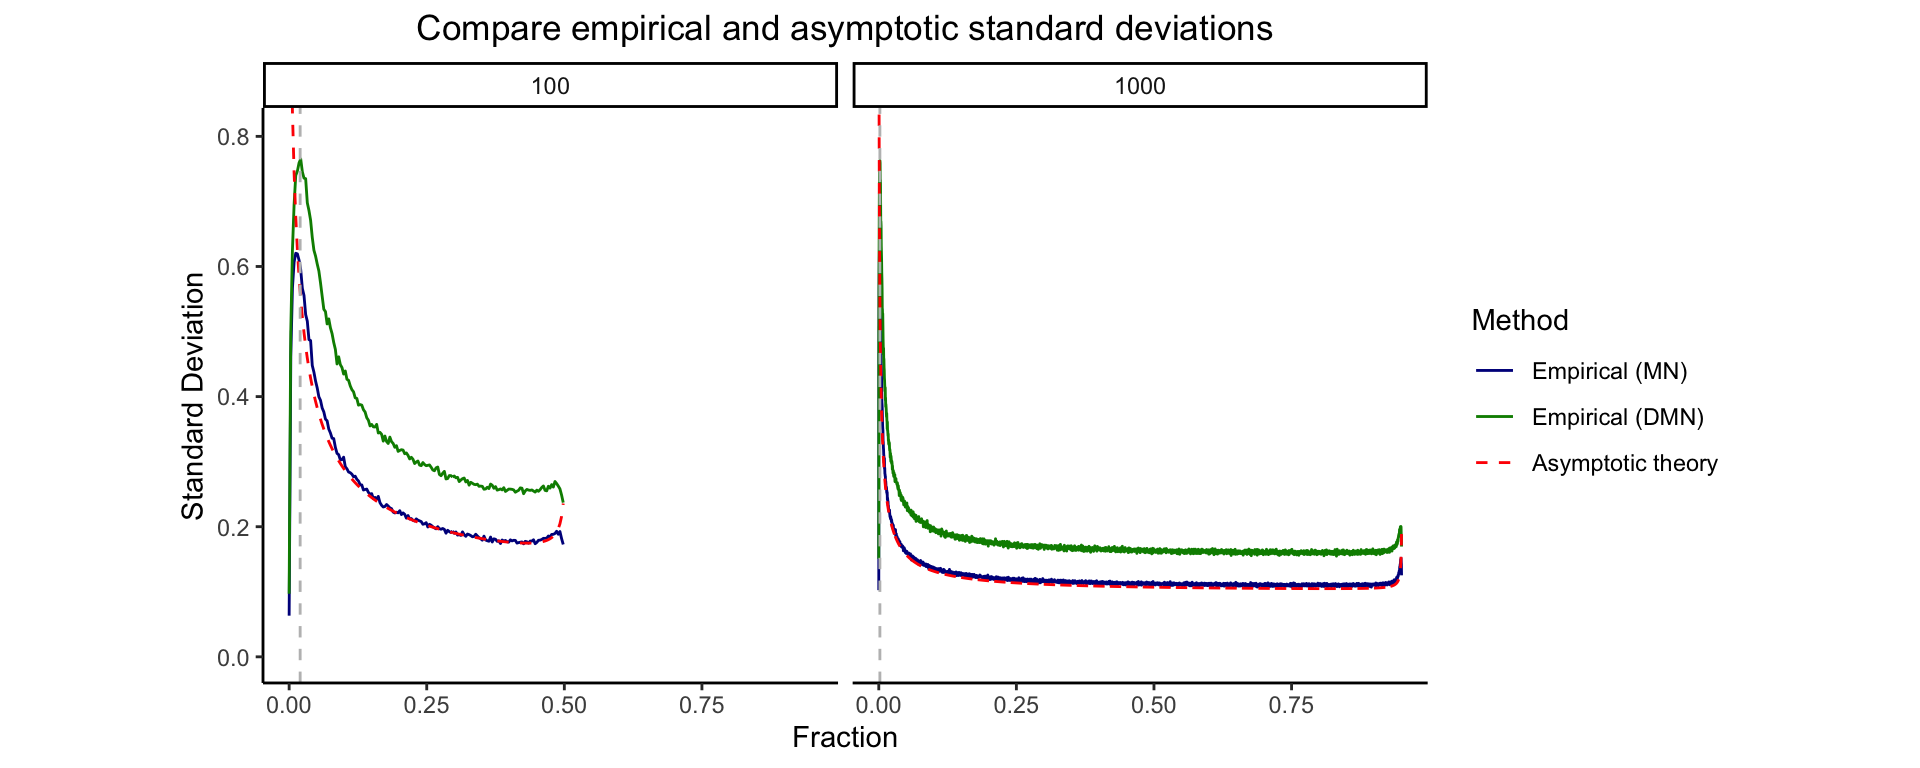 Compare empirical and asymptotic standard deviations
100
1000
Standard Deviation
0.8
0.6
0.4
0.2
0.0
0.00 0.25 0.50 0.75
0.00 0.25 0.50 0.75
Fraction
Method
Empirical (MN)
Empirical (DMN)
Asymptotic theory